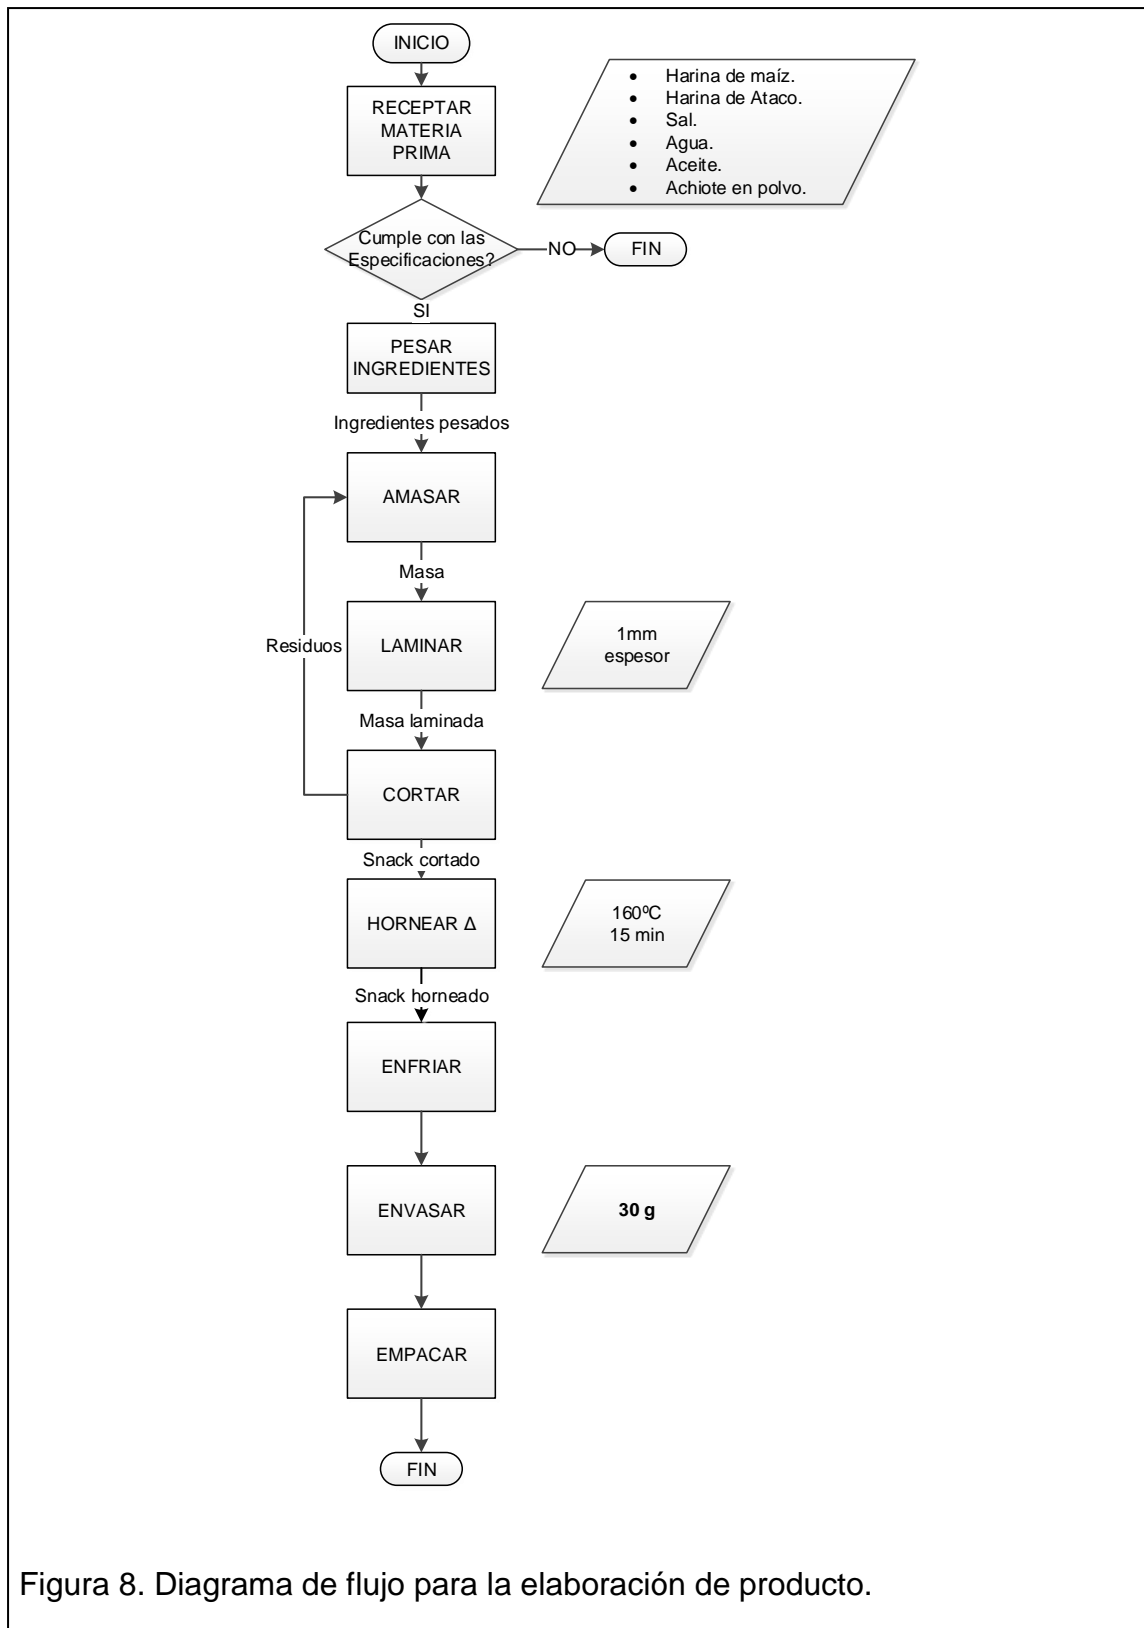 INICIO
RECEPTAR
MATERIA
PRIMA
• Harina de maíz.
• Harina de Ataco.
• Sal.
• Agua.
• Aceite.
• Achiote en polvo.
Cumple con las
Especificaciones?
NO
FIN
SI
PESAR
INGREDIENTES
Ingredientes pesados
AMASAR
Masa
Residuos
LAMINAR
1mm
espesor
Masa laminada
CORTAR
Snack cortado
HORNEAR Δ
160ºC
15 min
Snack horneado
ENFRIAR
ENVASAR
30 g
EMPACAR
FIN
Figura 8. Diagrama de flujo para la elaboración de producto.